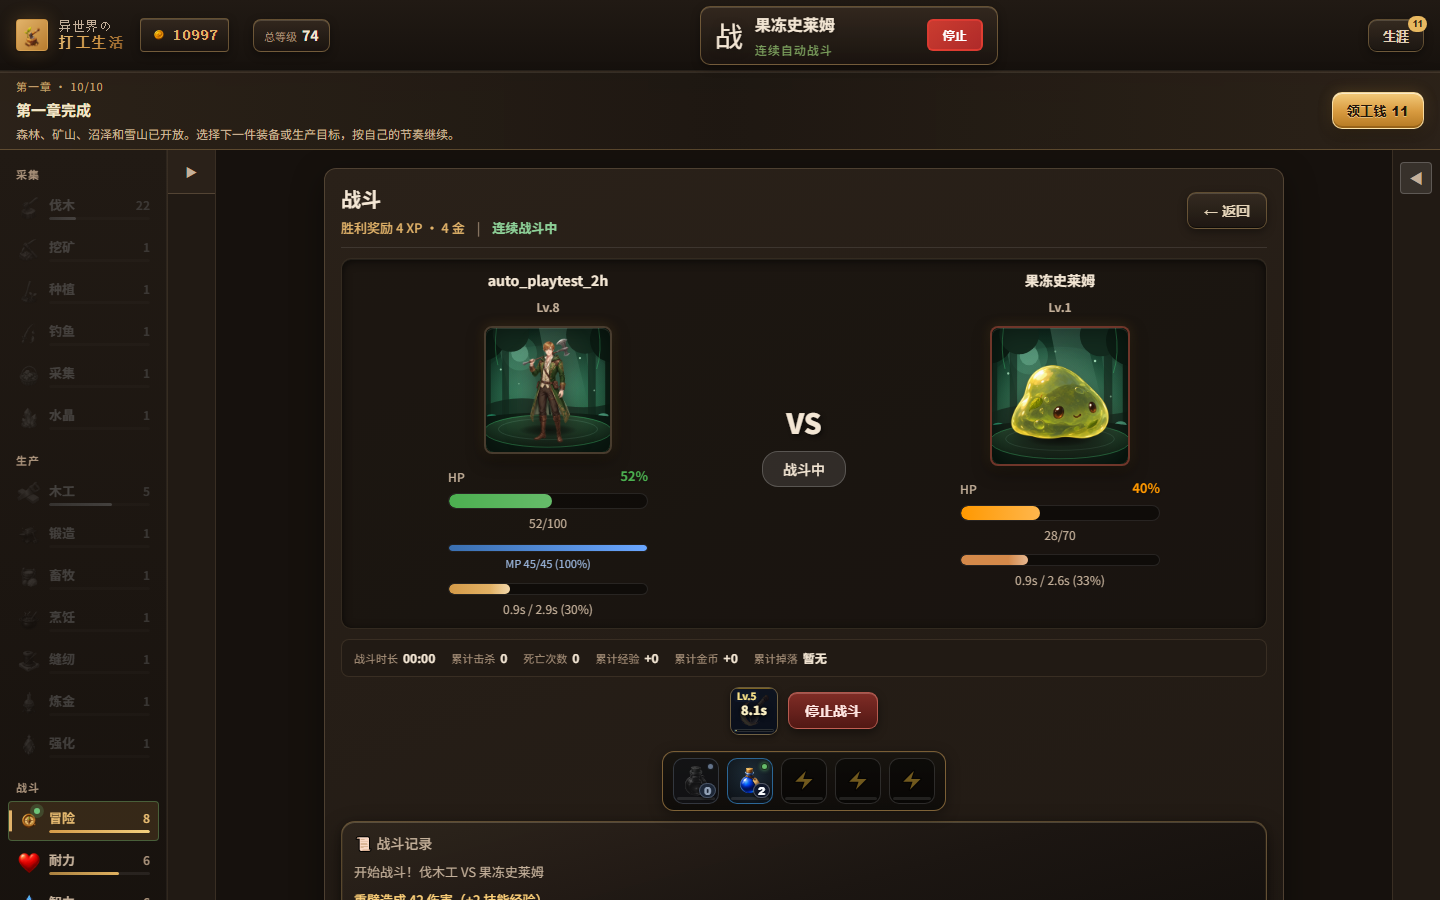 异世界の
打工生活
10997
总等级 74
战
果冻史莱姆
连续自动战斗
停止
生涯
11
第一章 · 10/10
第一章完成
森林、矿山、沼泽和雪山已开放。选择下一件装备或生产目标，按自己的节奏继续。
领工钱 11
采集
伐木 22
挖矿 1
种植 1
钓鱼 1
采集 1
水晶 1
生产
木工 5
锻造 1
畜牧 1
烹饪 1
缝纫 1
炼金 1
强化 1
战斗
冒险 8
耐力 6
战斗
胜利奖励 4 XP · 4 金 | 连续战斗中
← 返回
auto_playtest_2h
Lv.8
HP 52%
52/100
MP 45/45 (100%)
0.9s / 2.9s (30%)
VS
战斗中
果冻史莱姆
Lv.1
HP 40%
28/70
0.9s / 2.6s (33%)
战斗时长 00:00 累计击杀 0 死亡次数 0 累计经验 +0 累计金币 +0 累计掉落 暂无
Lv.5
8.1s
停止战斗
0
2
战斗记录
开始战斗！伐木工 VS 果冻史莱姆
重劈造成 42 伤害（+2 技能经验）